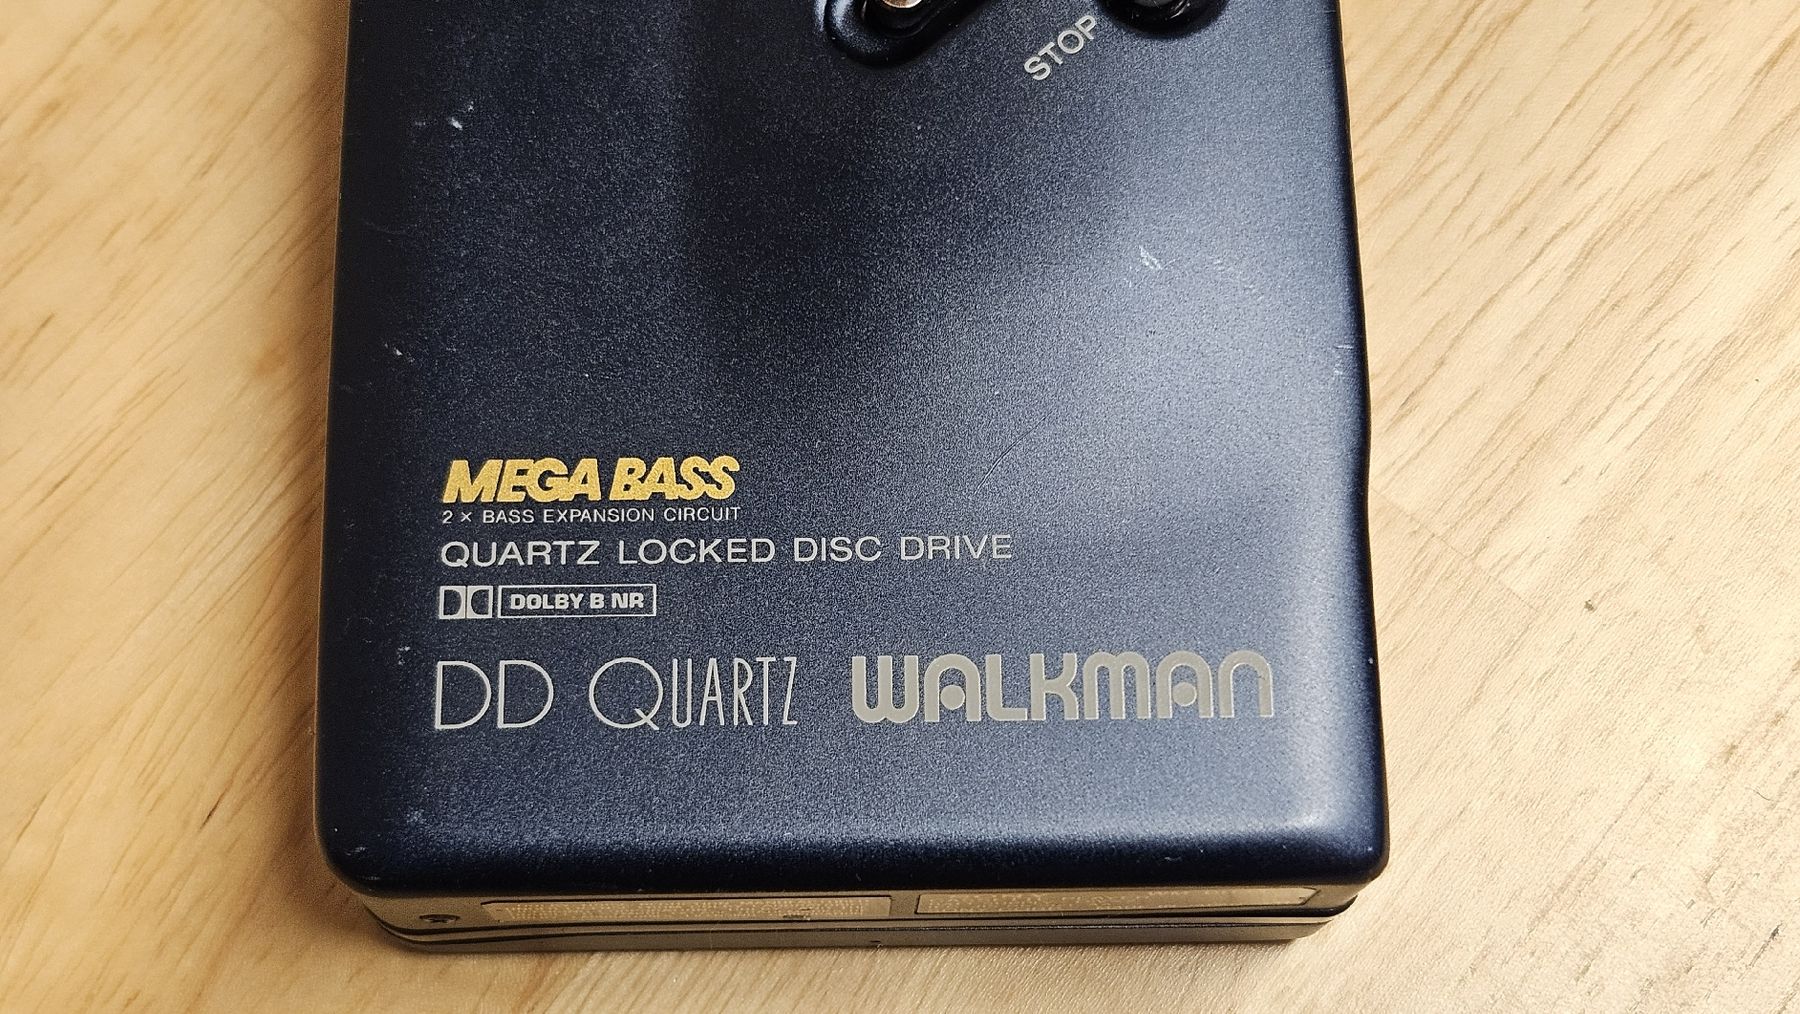 STOP
MEGA BASS
2 × BASS EXPANSION CIRCUIT
QUARTZ LOCKED DISC DRIVE
DOLBY B NR
DD QUARTZ WALKMAN